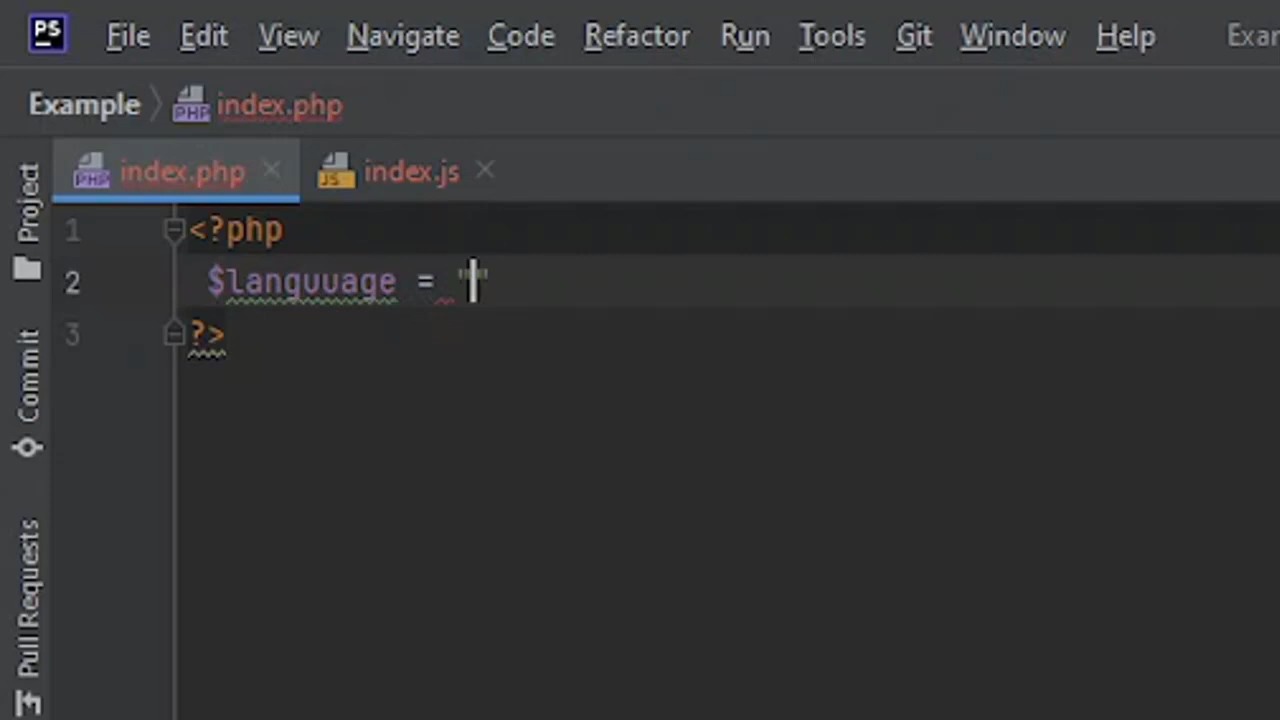 PS File Edit View Navigate Code Refactor Run Tools Git Window Help
Example index.php
index.php index.js
1 <?php
2 $languuage = ""
3 ?>
Project
Commit
Pull Requests